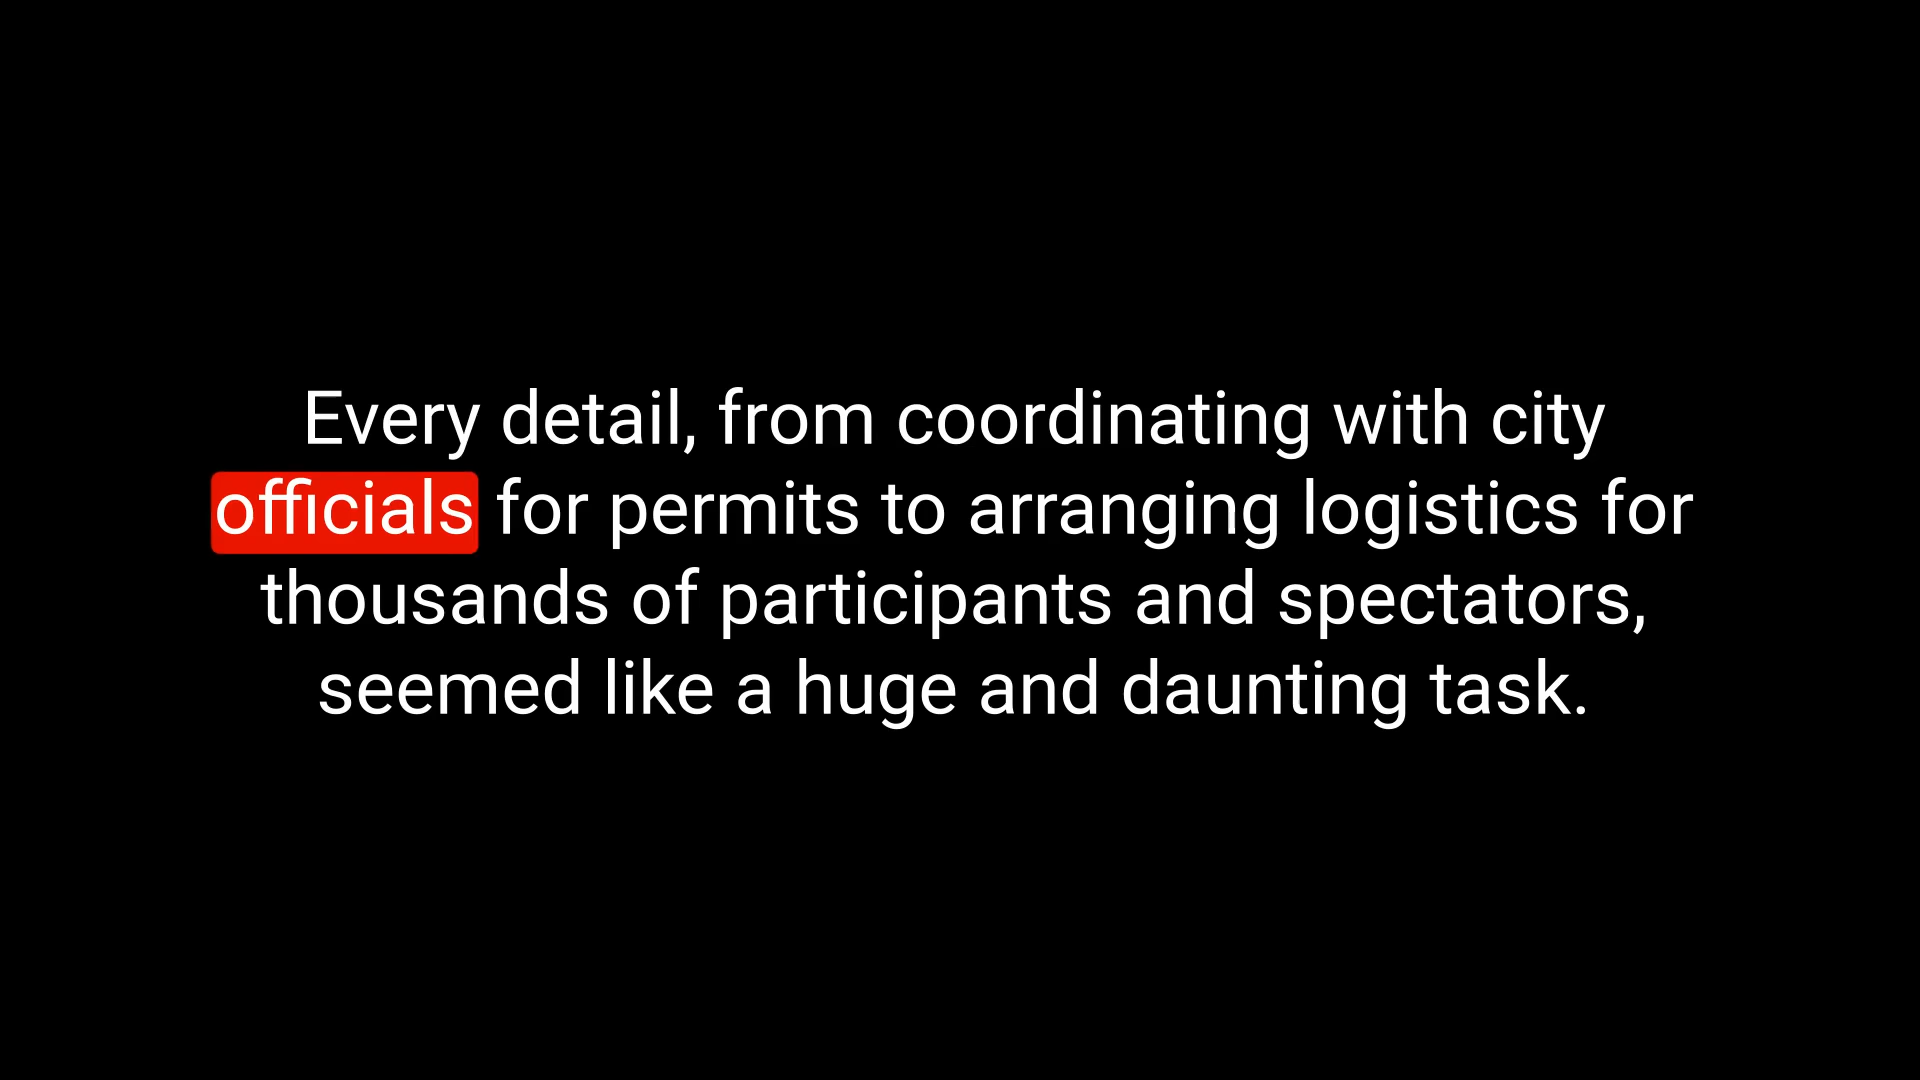 Every detail, from coordinating with city
officials for permits to arranging logistics for
thousands of participants and spectators,
seemed like a huge and daunting task.